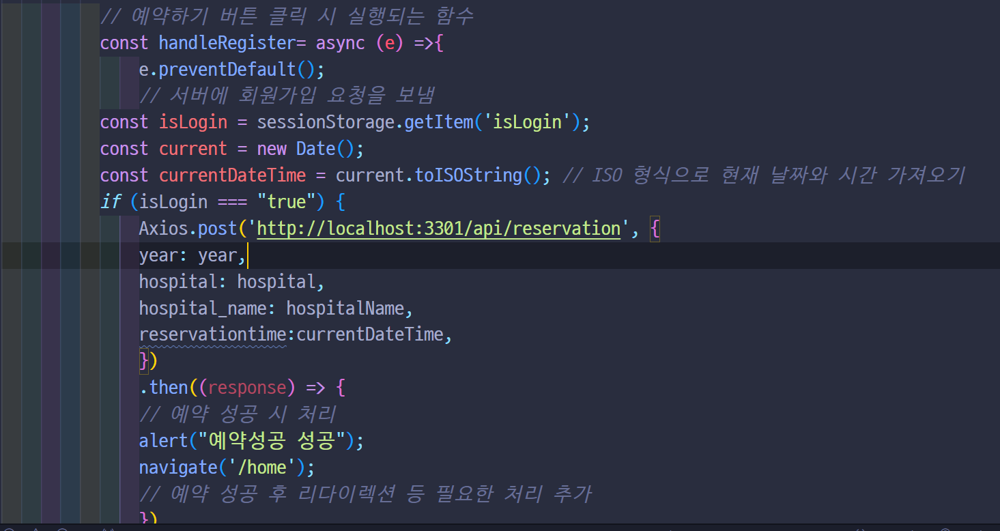 // 예약하기 버튼 클릭 시 실행되는 함수
const handleRegister= async (e) =>{
e.preventDefault();
// 서버에 회원가입 요청을 보냄
const isLogin = sessionStorage.getItem('isLogin');
const current = new Date();
const currentDateTime = current.toISOString(); // ISO 형식으로 현재 날짜와 시간 가져오기
if (isLogin === "true") {
Axios.post('http://localhost:3301/api/reservation', {
year: year,
hospital: hospital,
hospital_name: hospitalName,
reservationtime:currentDateTime,
})
.then((response) => {
// 예약 성공 시 처리
alert("예약성공 성공");
navigate('/home');
// 예약 성공 후 리다이렉션 등 필요한 처리 추가
})